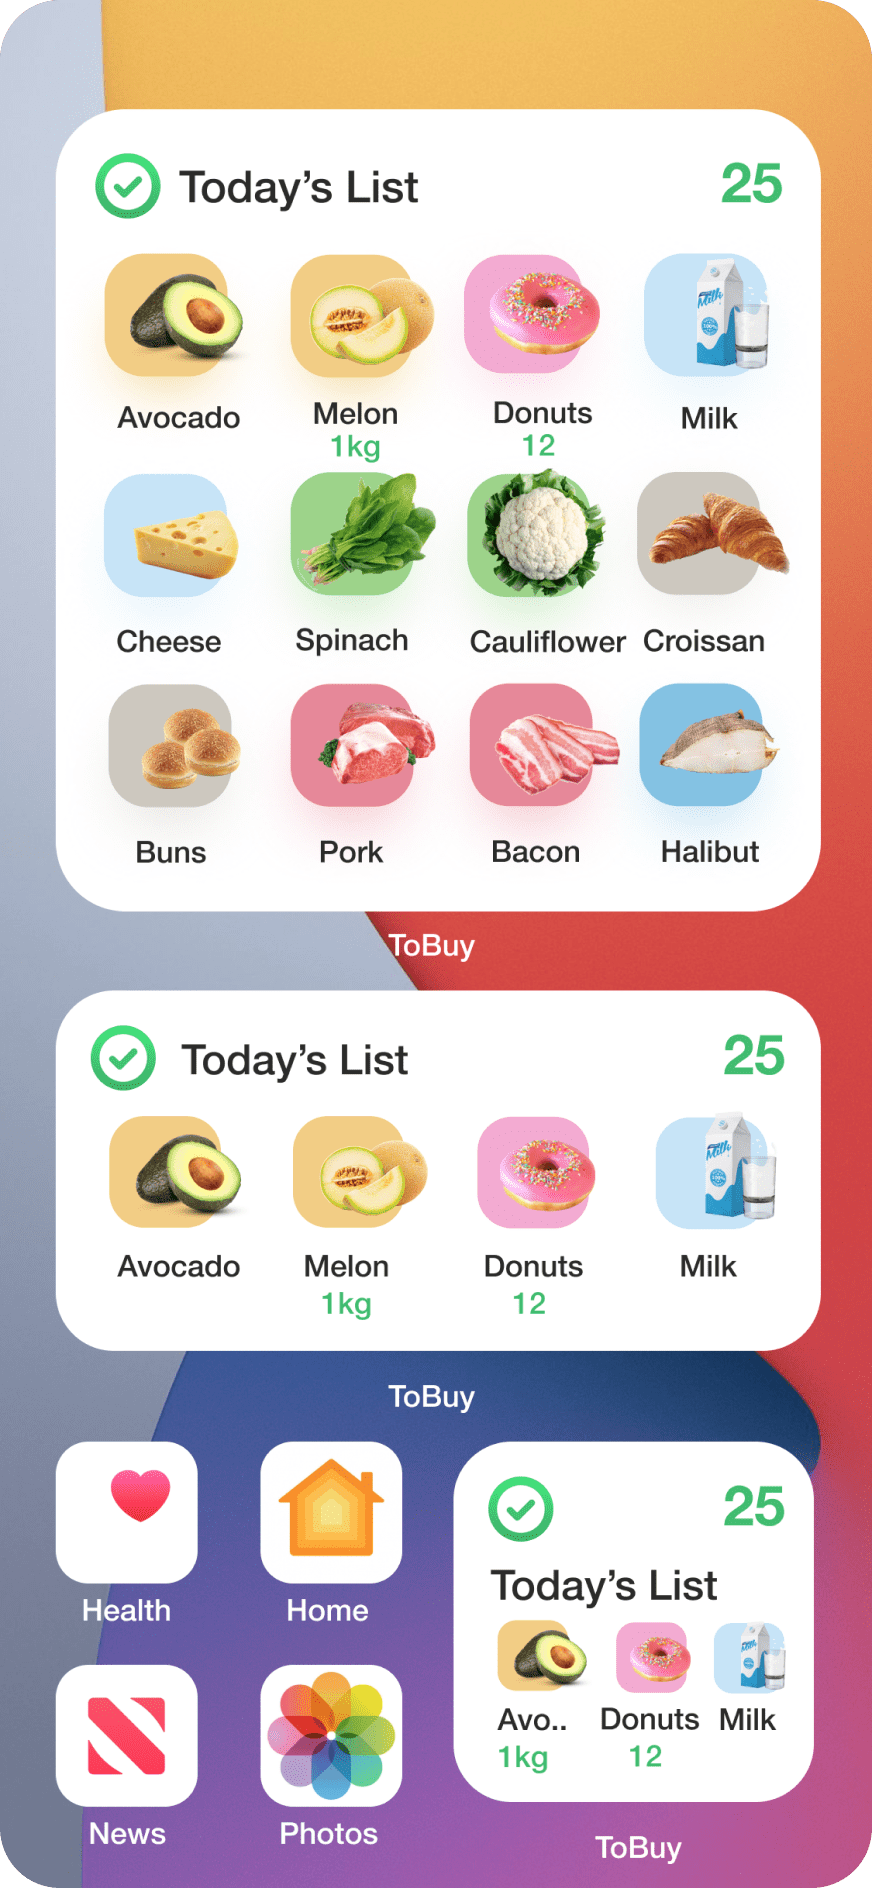 Today’s List 25
Avocado Melon Donuts Milk
1kg 12
Cheese Spinach Cauliflower Croissan
Buns Pork Bacon Halibut
ToBuy
Today’s List 25
Avocado Melon Donuts Milk
1kg 12
ToBuy
Health Home
News Photos
25
Today’s List
Avo.. Donuts Milk
1kg 12
ToBuy